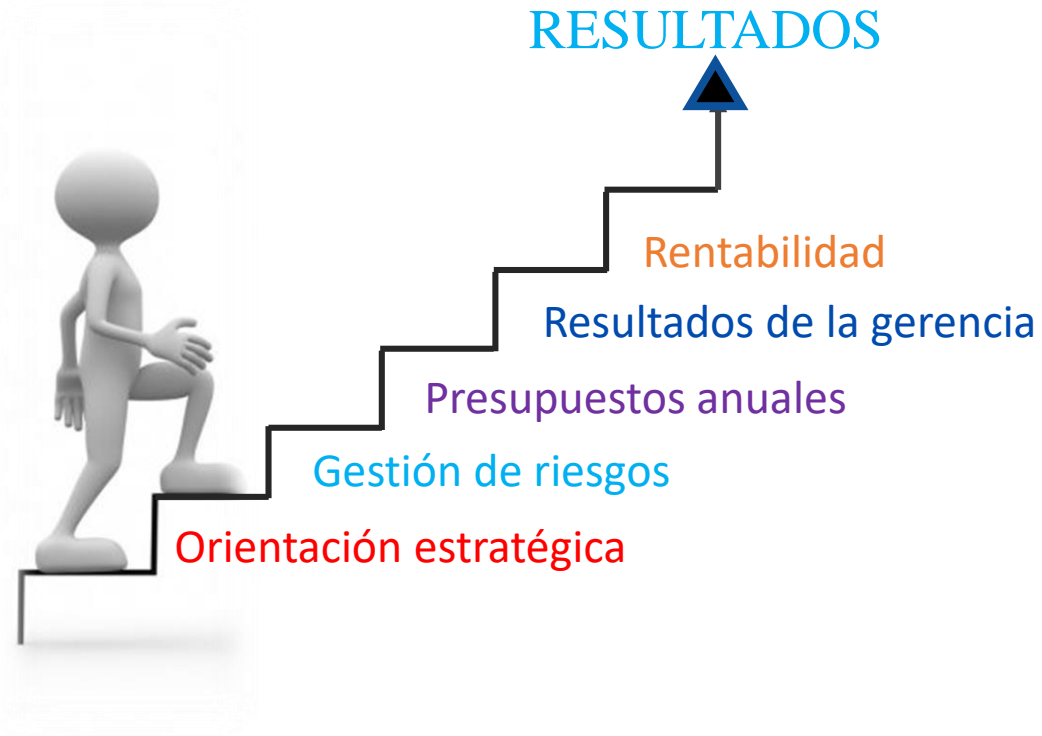 RESULTADOS
Rentabilidad
Resultados de la gerencia
Presupuestos anuales
Gestión de riesgos
Orientación estratégica